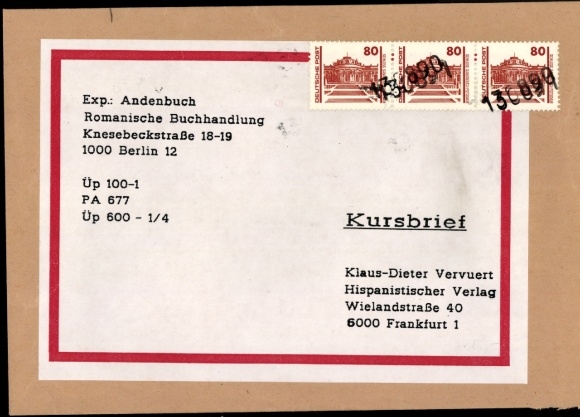 80 80 80
DEUTSCHE POST DEUTSCHE POST DEUTSCHE POST
Exp.: Andenbuch
Romanische Buchhandlung
Knesebeckstraße 18-19
1000 Berlin 12
Üp 100-1
PA 677
Üp 600 - 1/4
Kursbrief
Klaus-Dieter Vervuert
Hispanistischer Verlag
Wielandstraße 40
6000 Frankfurt 1